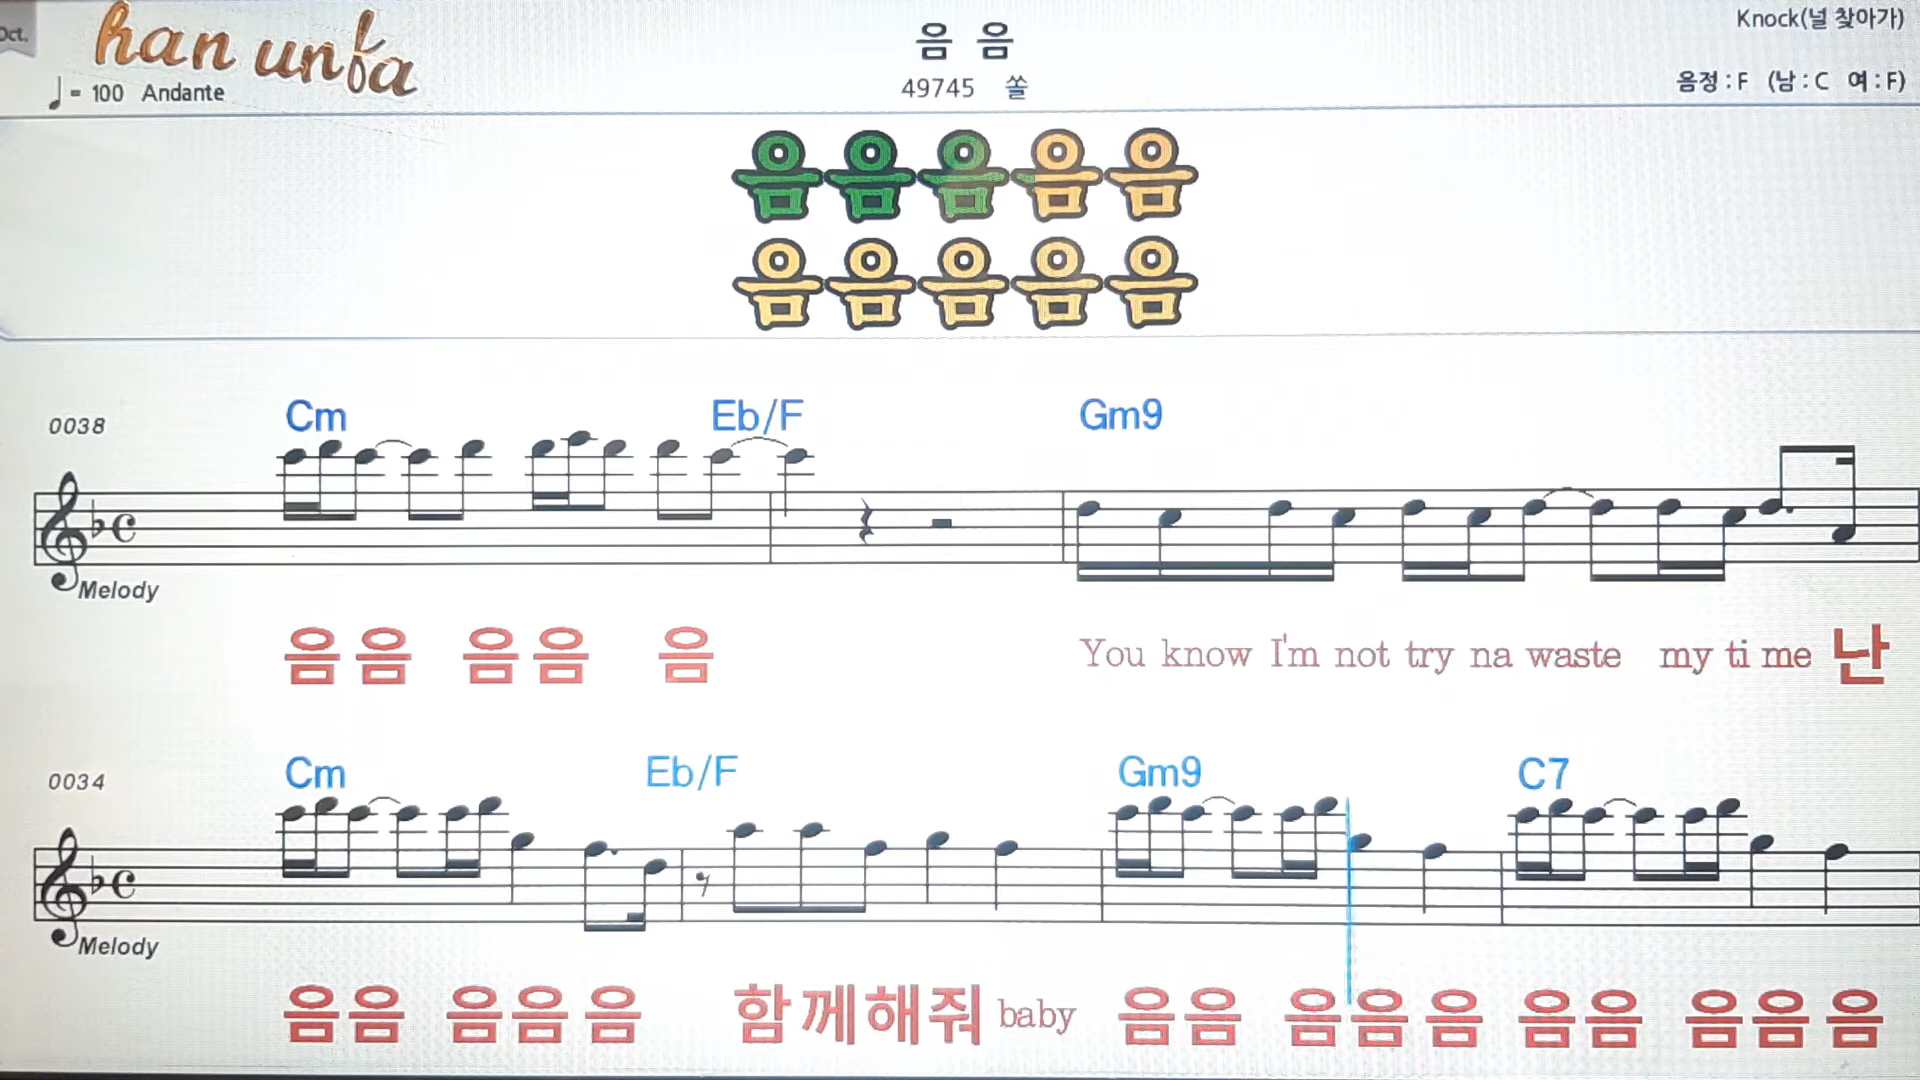 Oct.
han unfa
음 음
Knock(널 찾아가)
♩= 100 Andante
49745 쏠
음정 : F (남 : C 여 : F)
음음음음음
음음음음음
Cm Eb/F Gm9
0038
Melody
음음 음음 음 You know I'm not try na waste my ti me 난
Cm Eb/F Gm9 C7
0034
Melody
음음 음음음 함께해줘 baby 음음 음음음 음음 음음음